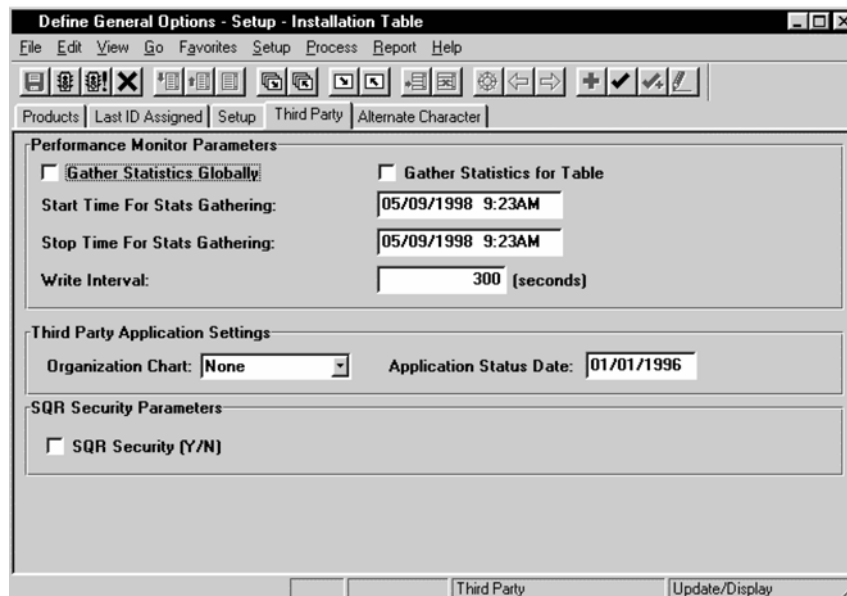 Define General Options - Setup - Installation Table
File Edit View Go Favorites Setup Process Report Help
Products Last ID Assigned Setup Third Party Alternate Character
Performance Monitor Parameters
Gather Statistics Globally Gather Statistics for Table
Start Time For Stats Gathering: 05/09/1998 9:23AM
Stop Time For Stats Gathering: 05/09/1998 9:23AM
Write Interval: 300 (seconds)
Third Party Application Settings
Organization Chart: None Application Status Date: 01/01/1996
SQR Security Parameters
SQR Security (Y/N)
Third Party Update/Display